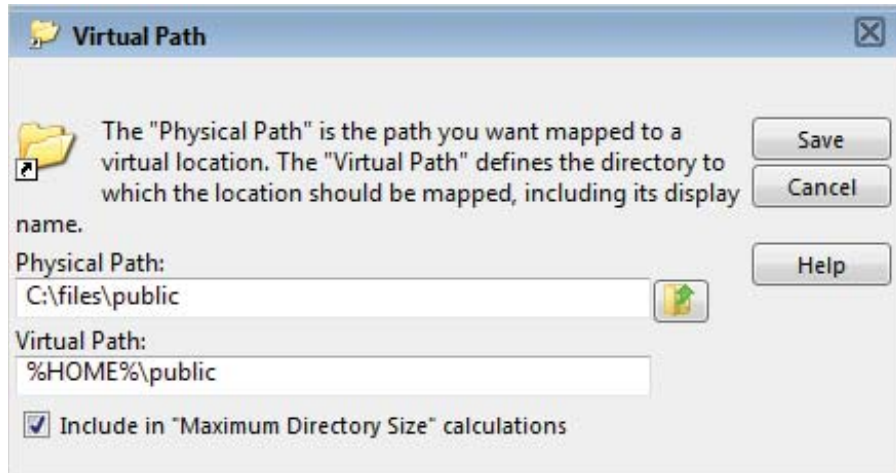 Virtual Path
The "Physical Path" is the path you want mapped to a
virtual location. The "Virtual Path" defines the directory to
which the location should be mapped, including its display
name.
Save
Cancel
Help
Physical Path:
C:\files\public
Virtual Path:
%HOME%\public
Include in "Maximum Directory Size" calculations